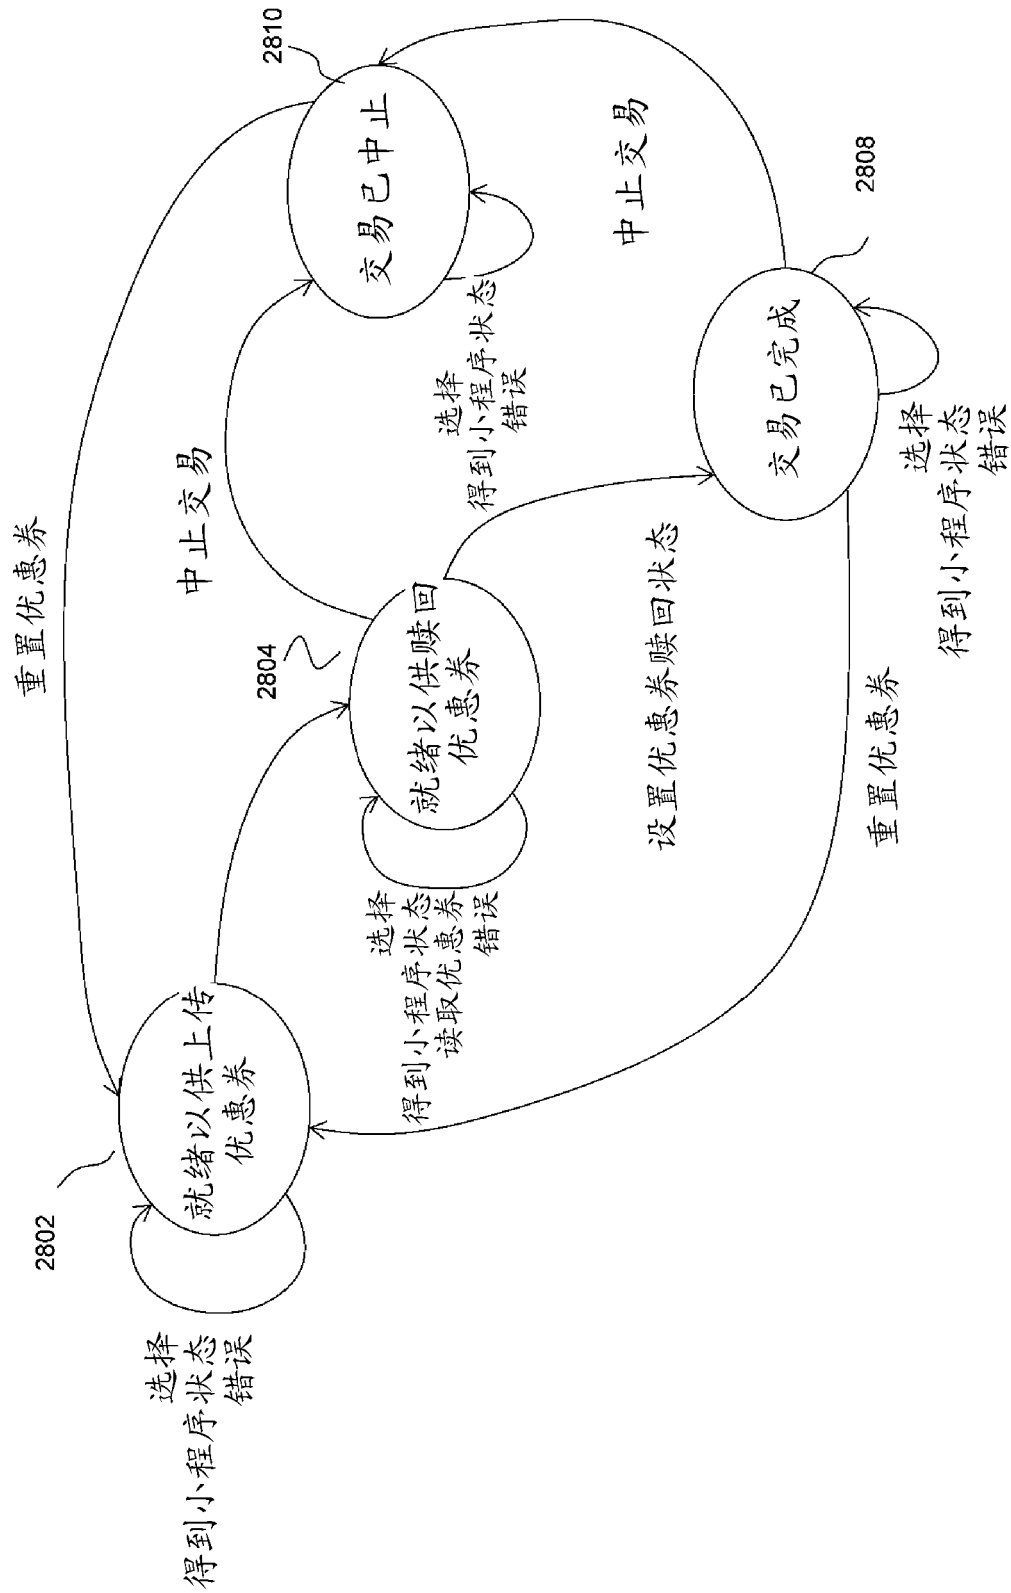 2802
选择
得到小程序状态
错误
就绪以供上传
优惠券
重置优惠券
2804
中止交易
就绪以供赎回
优惠券
选择
得到小程序状态
读取优惠券
错误
2810
交易已中止
选择
得到小程序状态
错误
设置优惠券赎回状态
中止交易
2808
交易已完成
选择
得到小程序状态
错误
重置优惠券